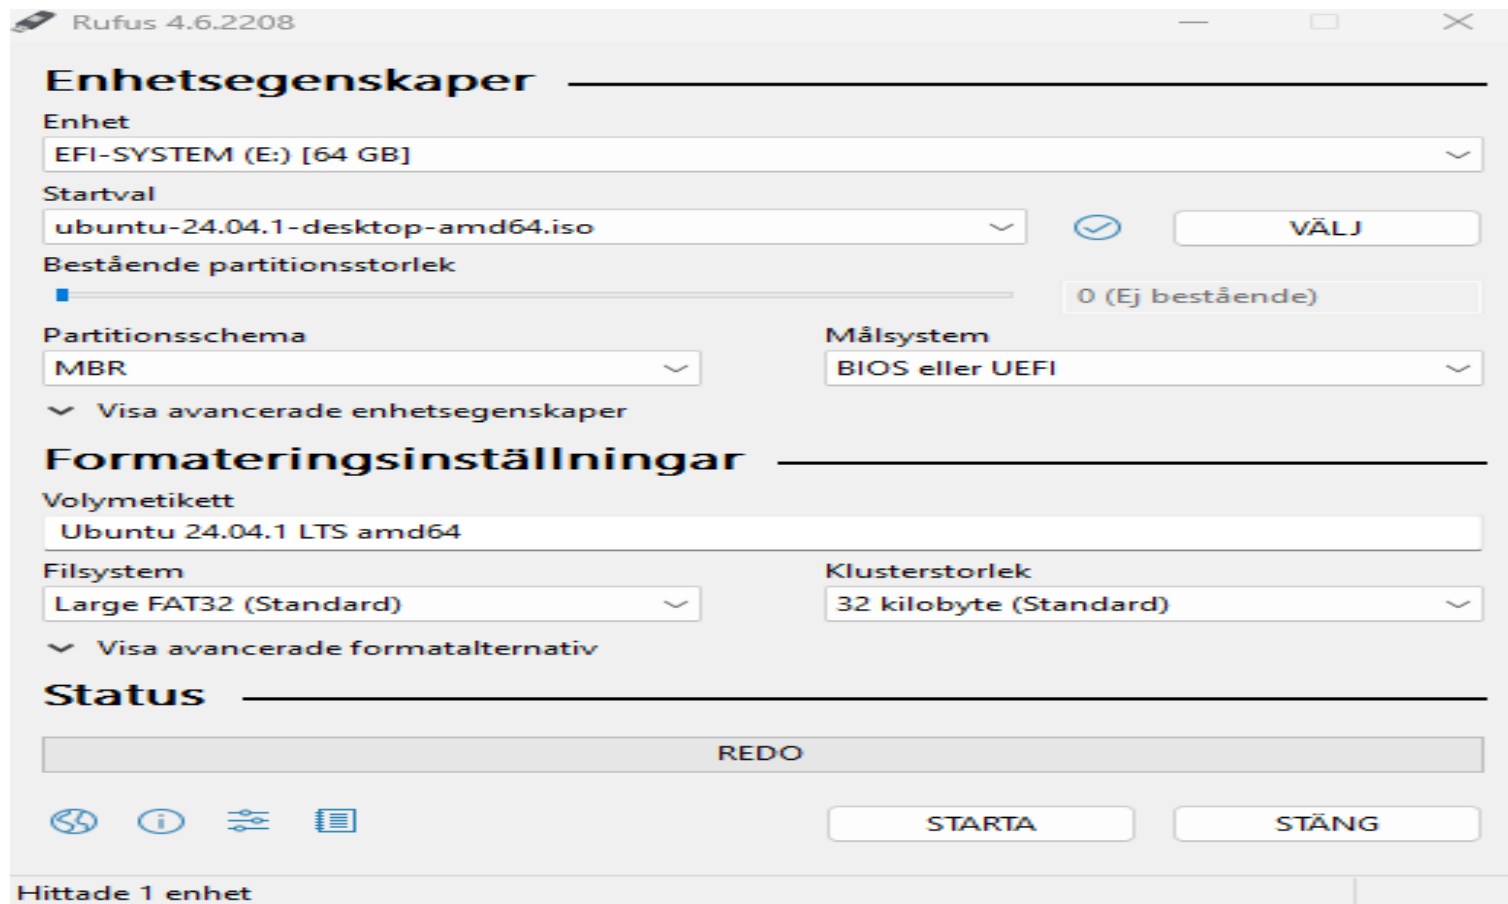 Rufus 4.6.2208
Enhetsegenskaper
Enhet
EFI-SYSTEM (E:) [64 GB]
Startval
ubuntu-24.04.1-desktop-amd64.iso
VÄLJ
Bestående partitionsstorlek
0 (Ej bestående)
Partitionsschema
Målsystem
MBR
BIOS eller UEFI
Visa avancerade enhetsegenskaper
Formateringsinställningar
Volymetikett
Ubuntu 24.04.1 LTS amd64
Filsystem
Klusterstorlek
Large FAT32 (Standard)
32 kilobyte (Standard)
Visa avancerade formatalternativ
Status
REDO
STARTA
STÄNG
Hittade 1 enhet